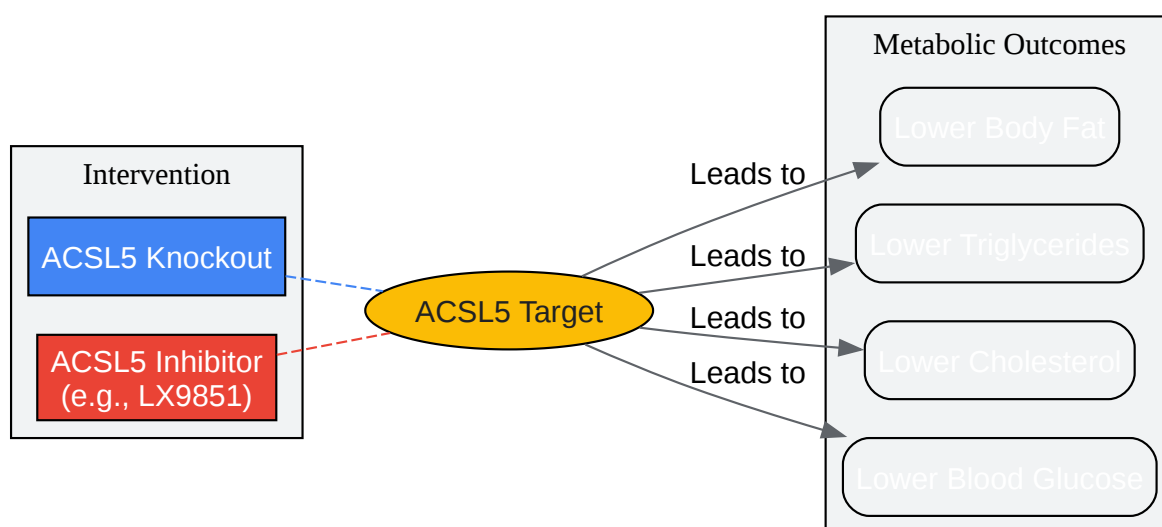 Intervention
ACSL5 Knockout
ACSL5 Inhibitor
(e.g., LX9851)
ACSL5 Target
Leads to
Leads to
Leads to
Leads to
Metabolic Outcomes
Lower Body Fat
Lower Triglycerides
Lower Cholesterol
Lower Blood Glucose